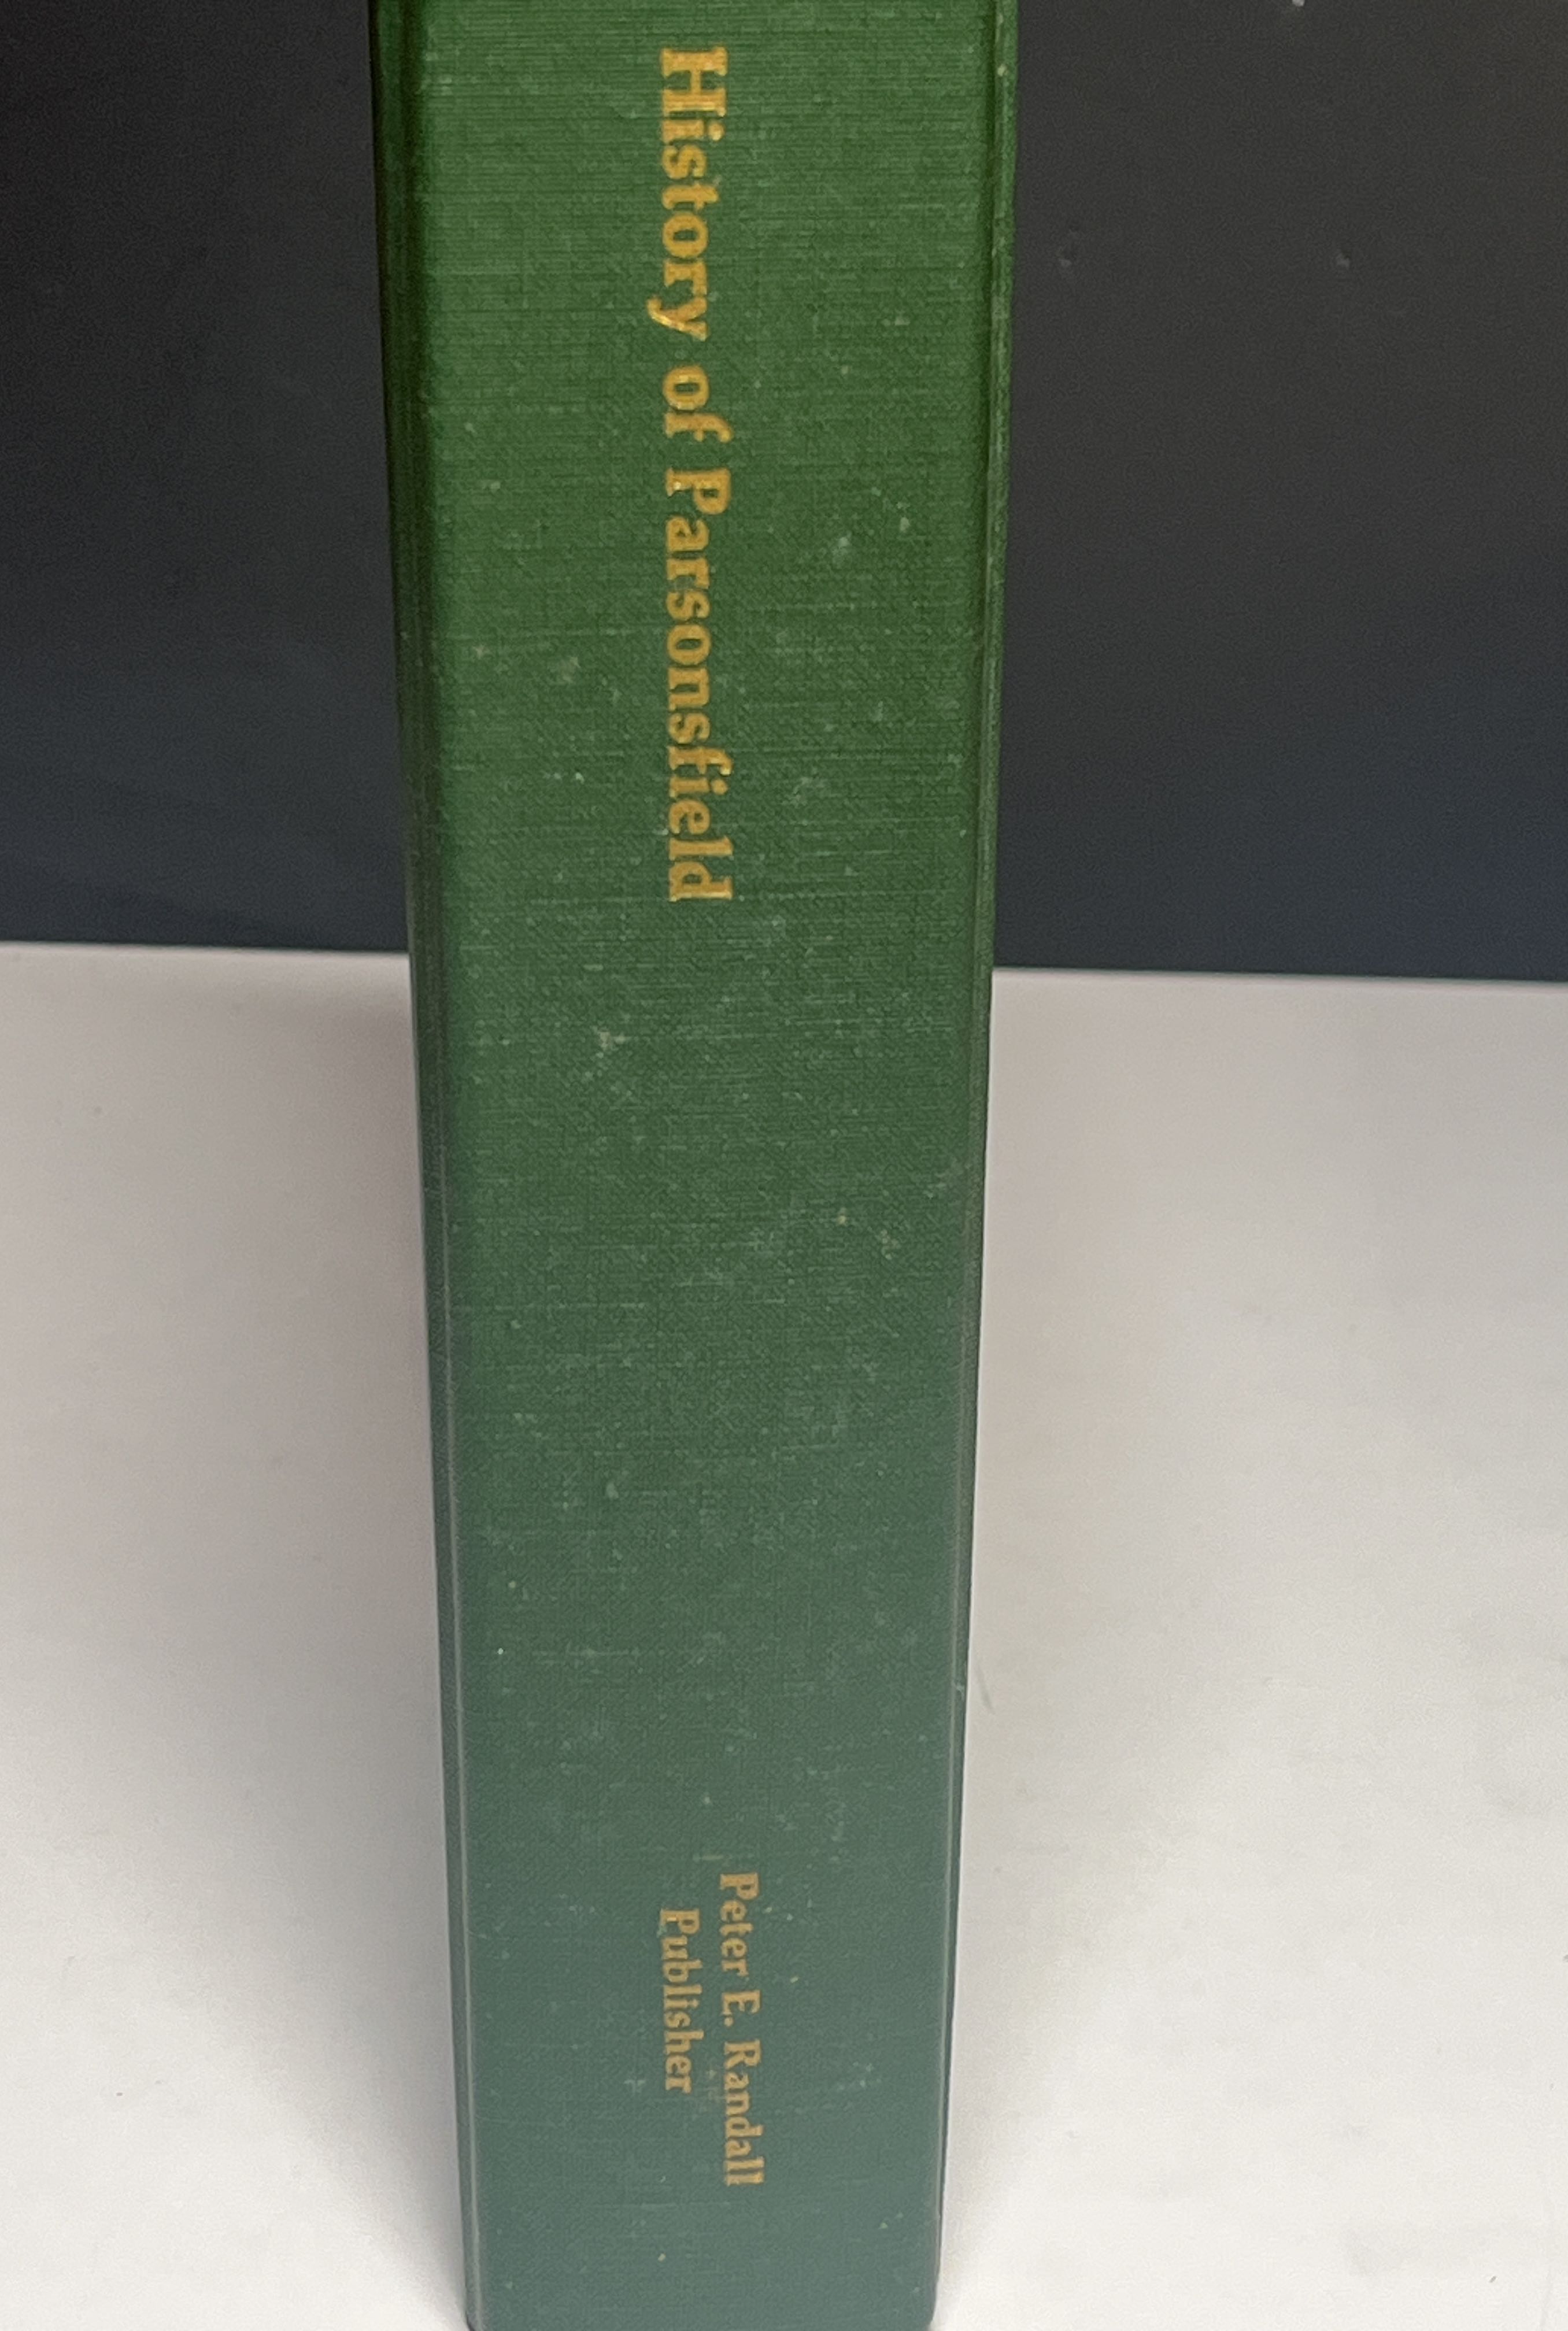 History of Parsonsfield
Peter E. Randall
Publisher